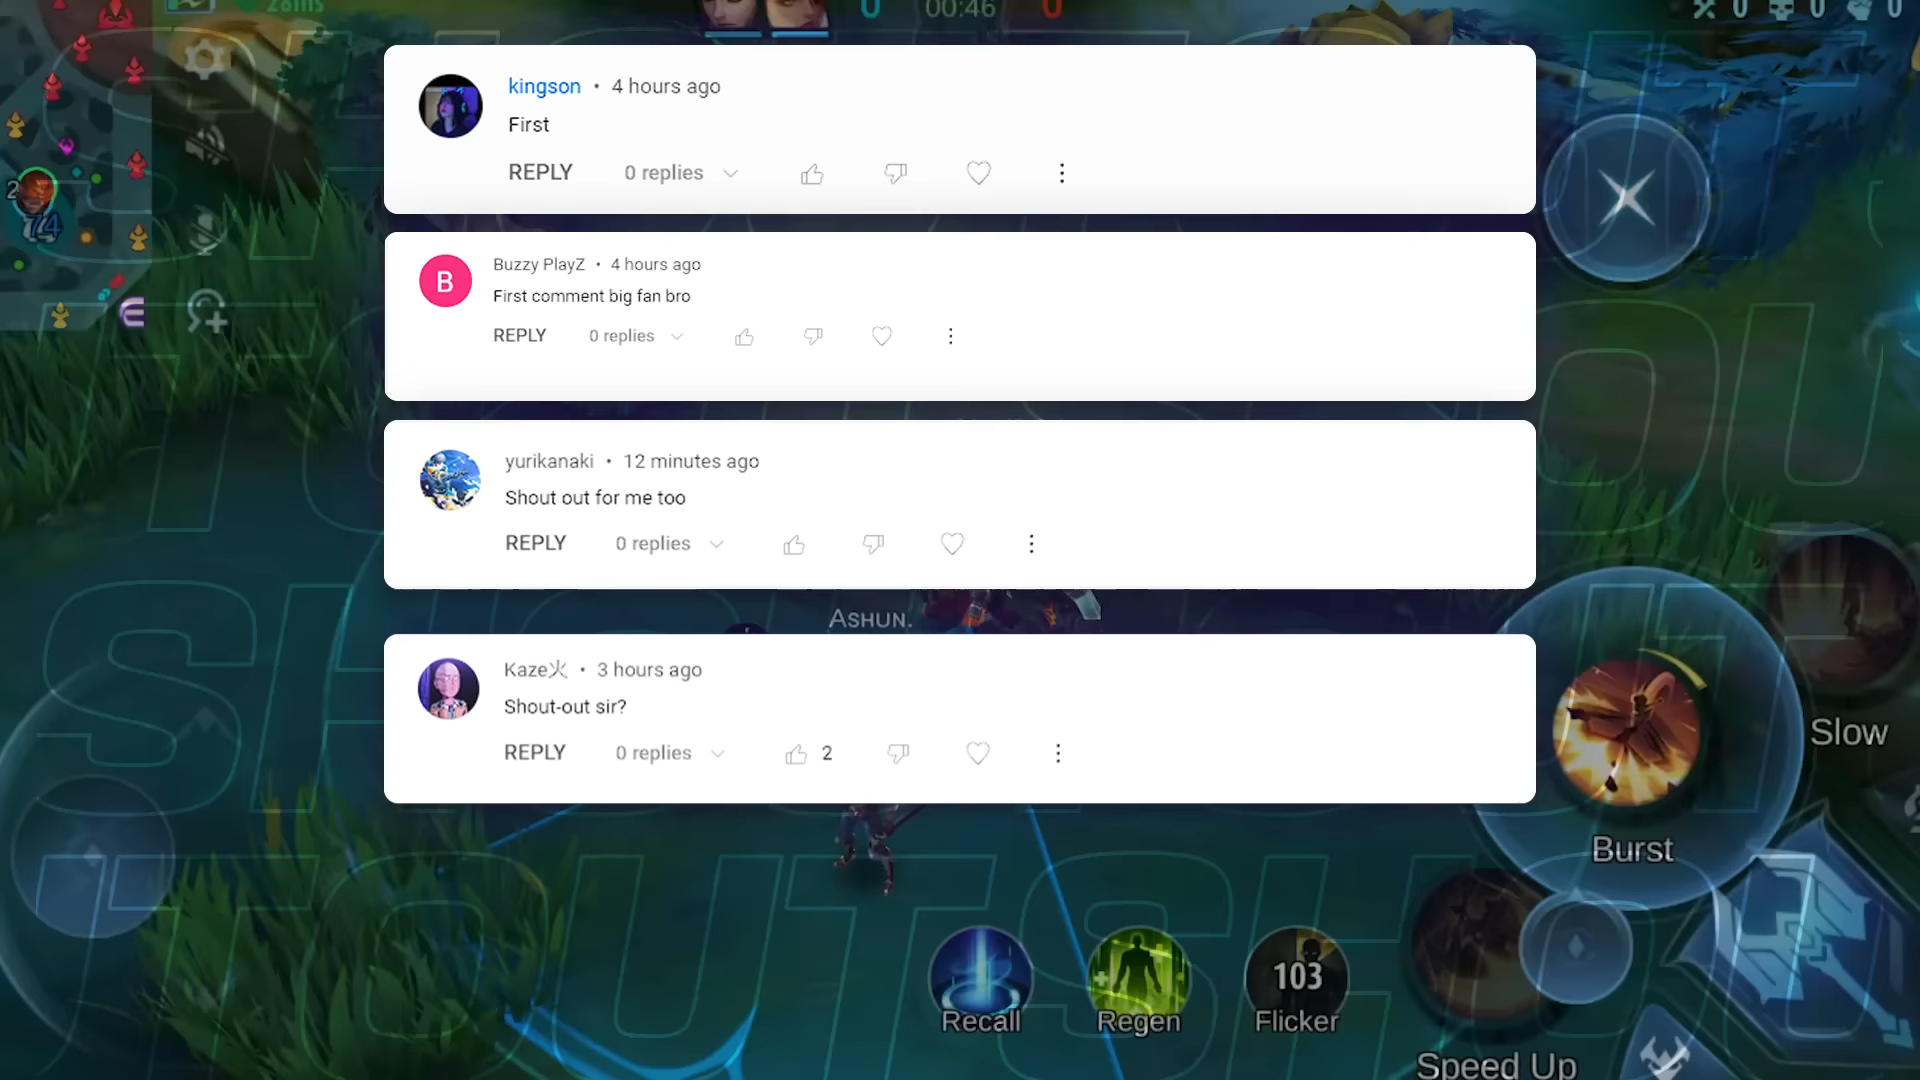 28ms
0
00:46
0
0
0
0
kingson • 4 hours ago
First
REPLY 0 replies
B
Buzzy PlayZ • 4 hours ago
First comment big fan bro
REPLY 0 replies
2
74
yurikanaki • 12 minutes ago
Shout out for me too
REPLY 0 replies
ASHUN.
Kaze火 • 3 hours ago
Shout-out sir?
REPLY 0 replies 2
Slow
Burst
103
Recall
Regen
Flicker
Speed Up